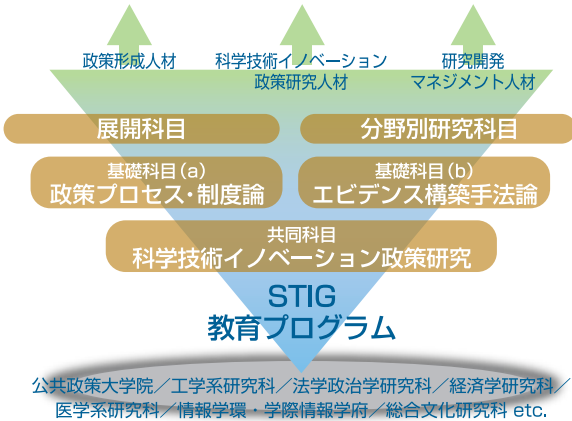 政策形成人材
科学技術イノベーション
政策研究人材
研究開発
マネジメント人材
展開科目
分野別研究科目
基礎科目（a）
政策プロセス・制度論
基礎科目（b）
エビデンス構築手法論
共同科目
科学技術イノベーション政策研究
STIG
教育プログラム
公共政策大学院／工学系研究科／法学政治学研究科／経済学研究科／
医学系研究科／情報学環・学際情報学府／総合文化研究科 etc.